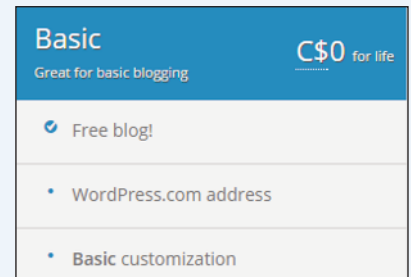 Basic
C$0 for life
Great for basic blogging
Free blog!
WordPress.com address
Basic customization